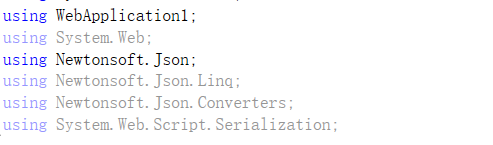 using WebApplication1;
using System.Web;
using Newtonsoft.Json;
using Newtonsoft.Json.Linq;
using Newtonsoft.Json.Converters;
using System.Web.Script.Serialization;